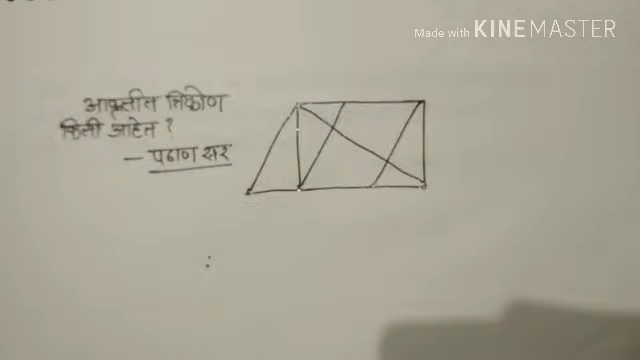 Made with KINEMASTER
आकृतीत त्रिकोण
किती आहेत ?
— पठाण सर